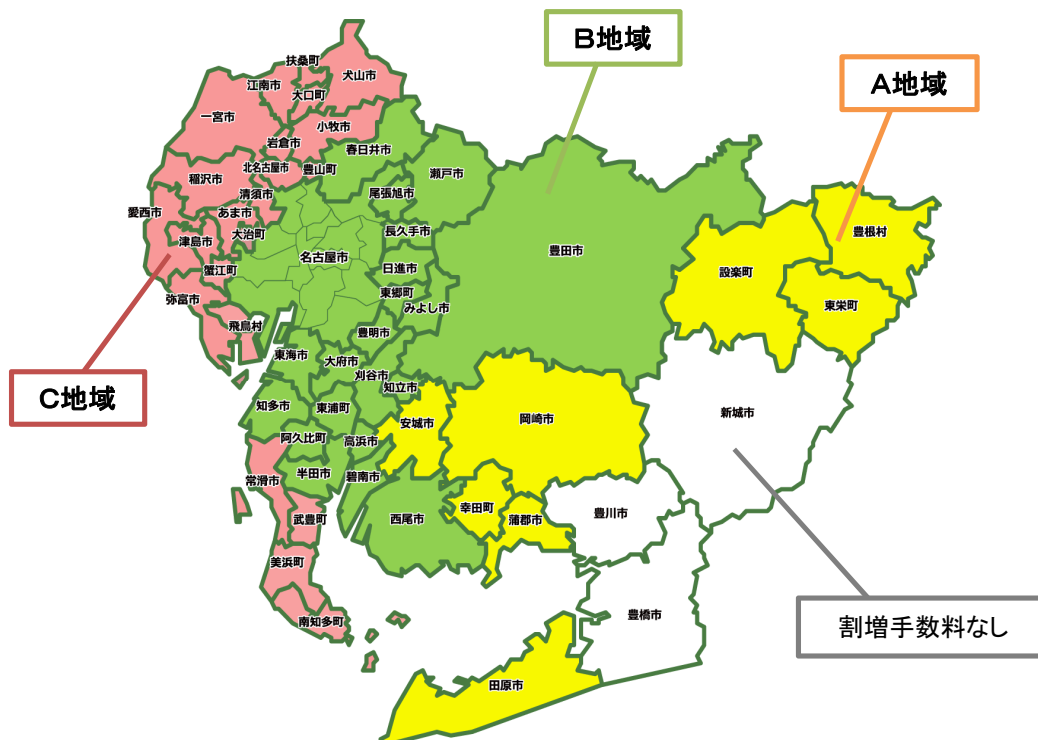 B地域
A地域
扶桑町
犬山市
江南市
大口町
一宮市
小牧市
岩倉市
春日井市
北名古屋市
豊山町
瀬戸市
稲沢市
清須市
尾張旭市
愛西市
あま市
豊根村
津島市
大治町
長久手市
名古屋市
豊田市
設楽町
蟹江町
日進市
弥富市
東郷町
みよし市
東栄町
飛島村
豊明市
東海市
大府市
刈谷市
知立市
C地域
知多市
東浦町
安城市
岡崎市
新城市
阿久比町
高浜市
半田市
碧南市
常滑市
武豊町
西尾市
幸田町
蒲郡市
豊川市
美浜町
豊橋市
南知多町
割増手数料なし
田原市